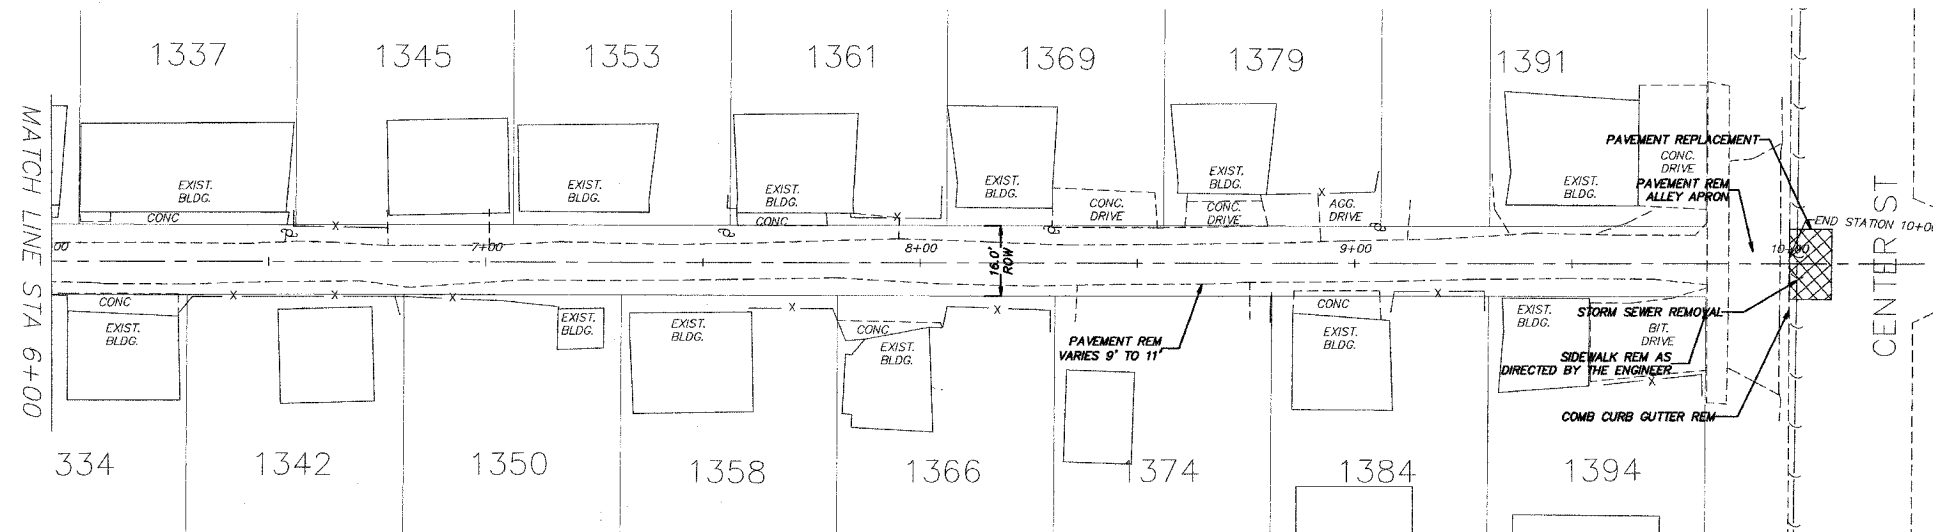 1337
1345
1353
1361
1369
1379
1391
MATCH LINE STA 6+00
EXIST.
BLDG.
EXIST.
BLDG.
EXIST.
BLDG.
EXIST.
BLDG.
EXIST.
BLDG.
EXIST.
BLDG.
PAVEMENT REPLACEMENT
CONC.
DRIVE
PAVEMENT REM
ALLEY APRON
CONC
CONC
CONC.
DRIVE
CONC.
DRIVE
AGG.
DRIVE
END STATION 10+00
CENTER ST
00
7+00
8+00
16.0'
ROW
9+00
10+00
CONC
EXIST.
BLDG.
EXIST.
BLDG.
EXIST.
BLDG.
CONC
EXIST.
BLDG.
PAVEMENT REM
VARIES 9' TO 11'
CONC
EXIST.
BLDG.
EXIST.
BLDG.
STORM SEWER REMOVAL
BIT.
DRIVE
SIDEWALK REM AS
DIRECTED BY THE ENGINEER
COMB CURB GUTTER REM
334
1342
1350
1358
1366
1374
1384
1394